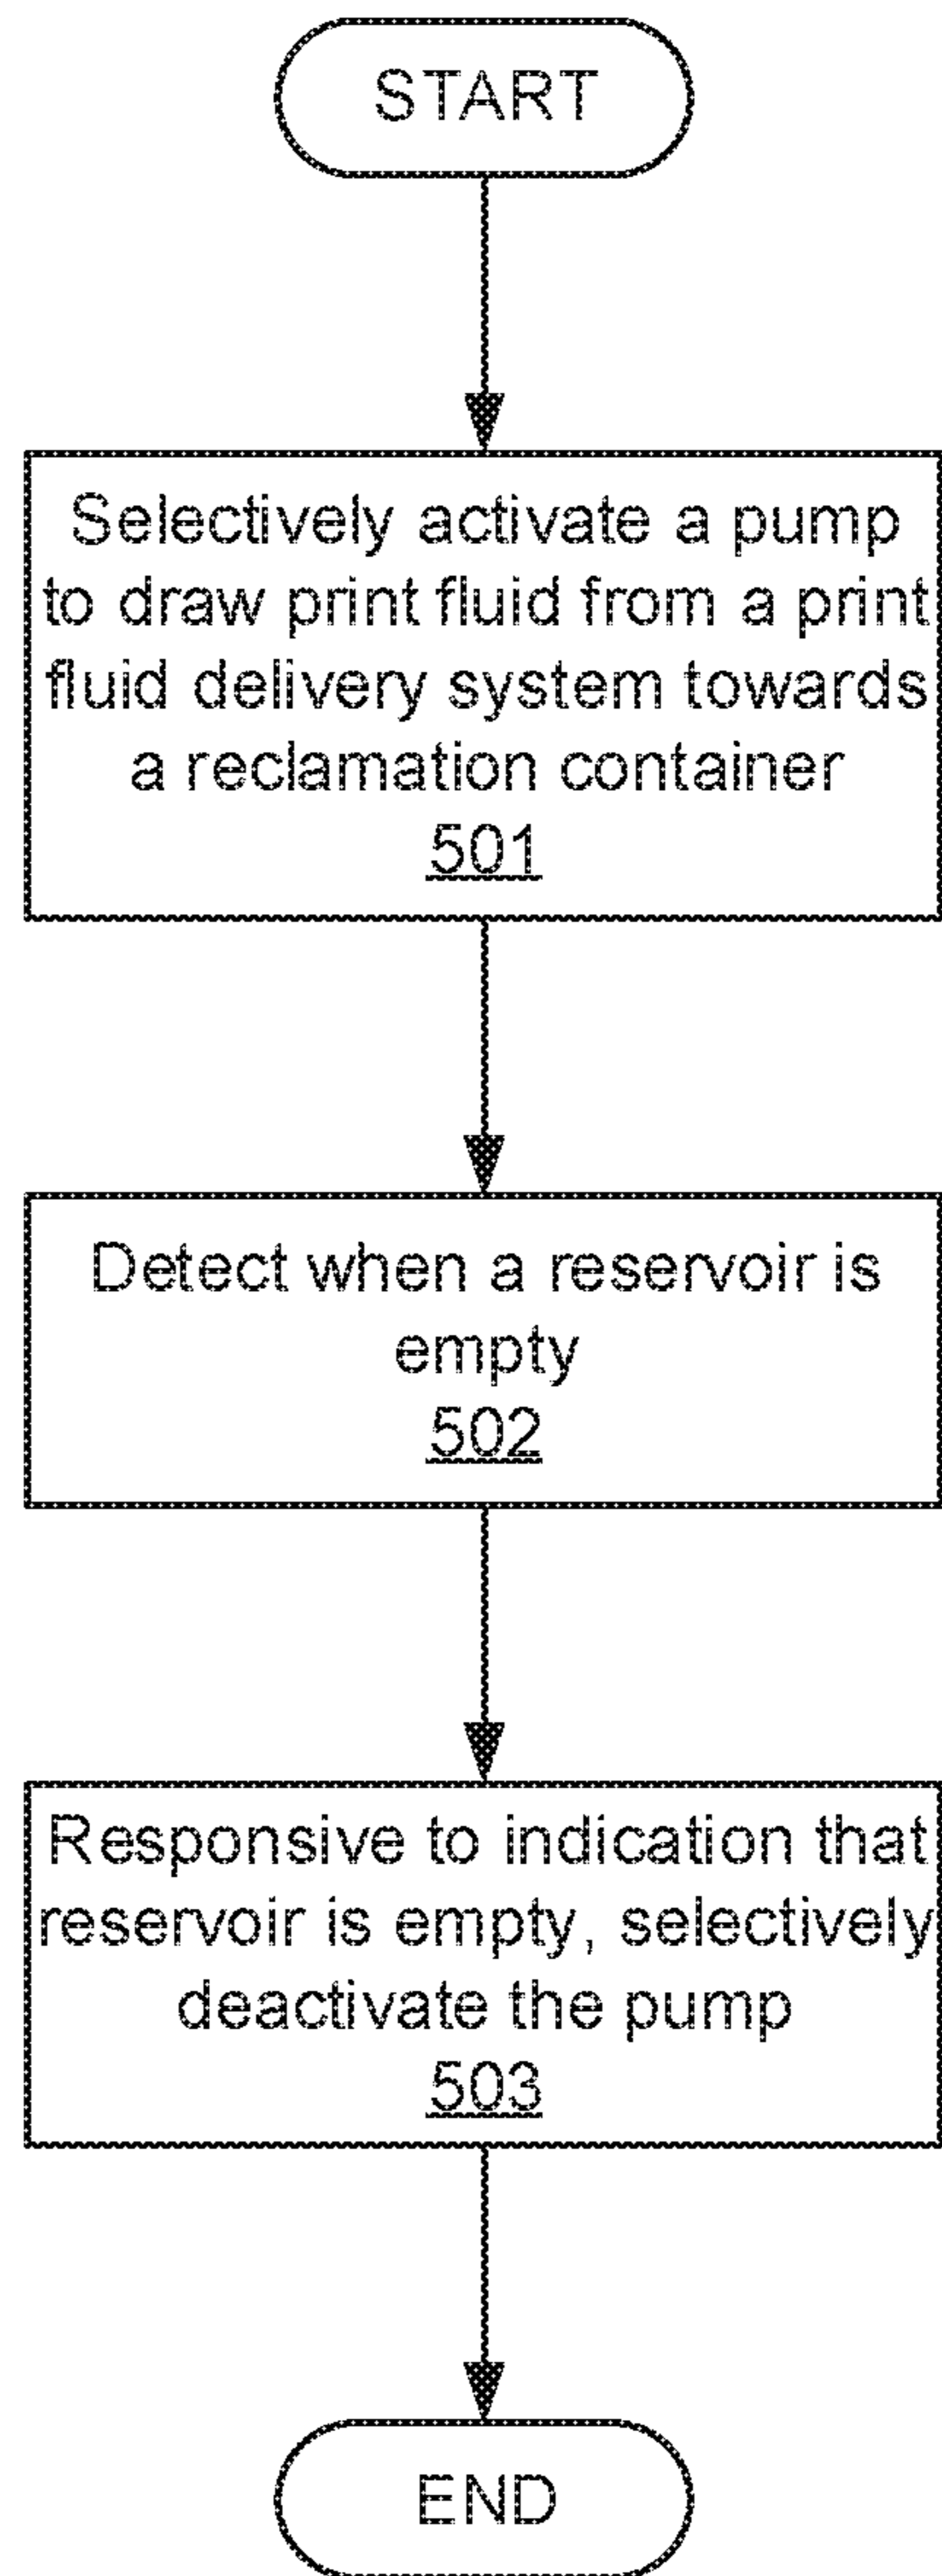 START
Selectively activate a pump
to draw print fluid from a print
fluid delivery system towards
a reclamation container
501
Detect when a reservoir is
empty
502
Responsive to indication that
reservoir is empty, selectively
deactivate the pump
503
END